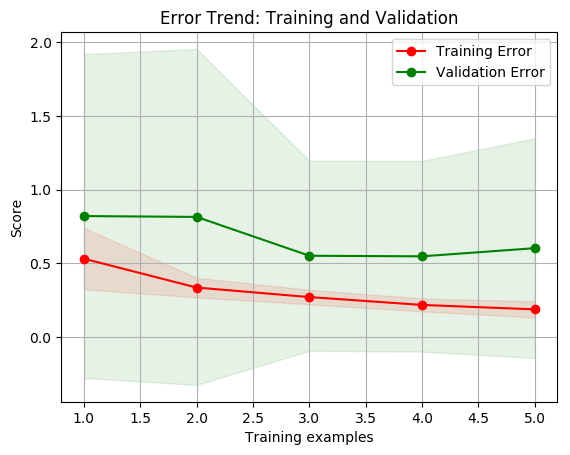 Error Trend: Training and Validation
Training Error
Validation Error
2.0
1.5
1.0
0.5
0.0
Score
1.0 1.5 2.0 2.5 3.0 3.5 4.0 4.5 5.0
Training examples